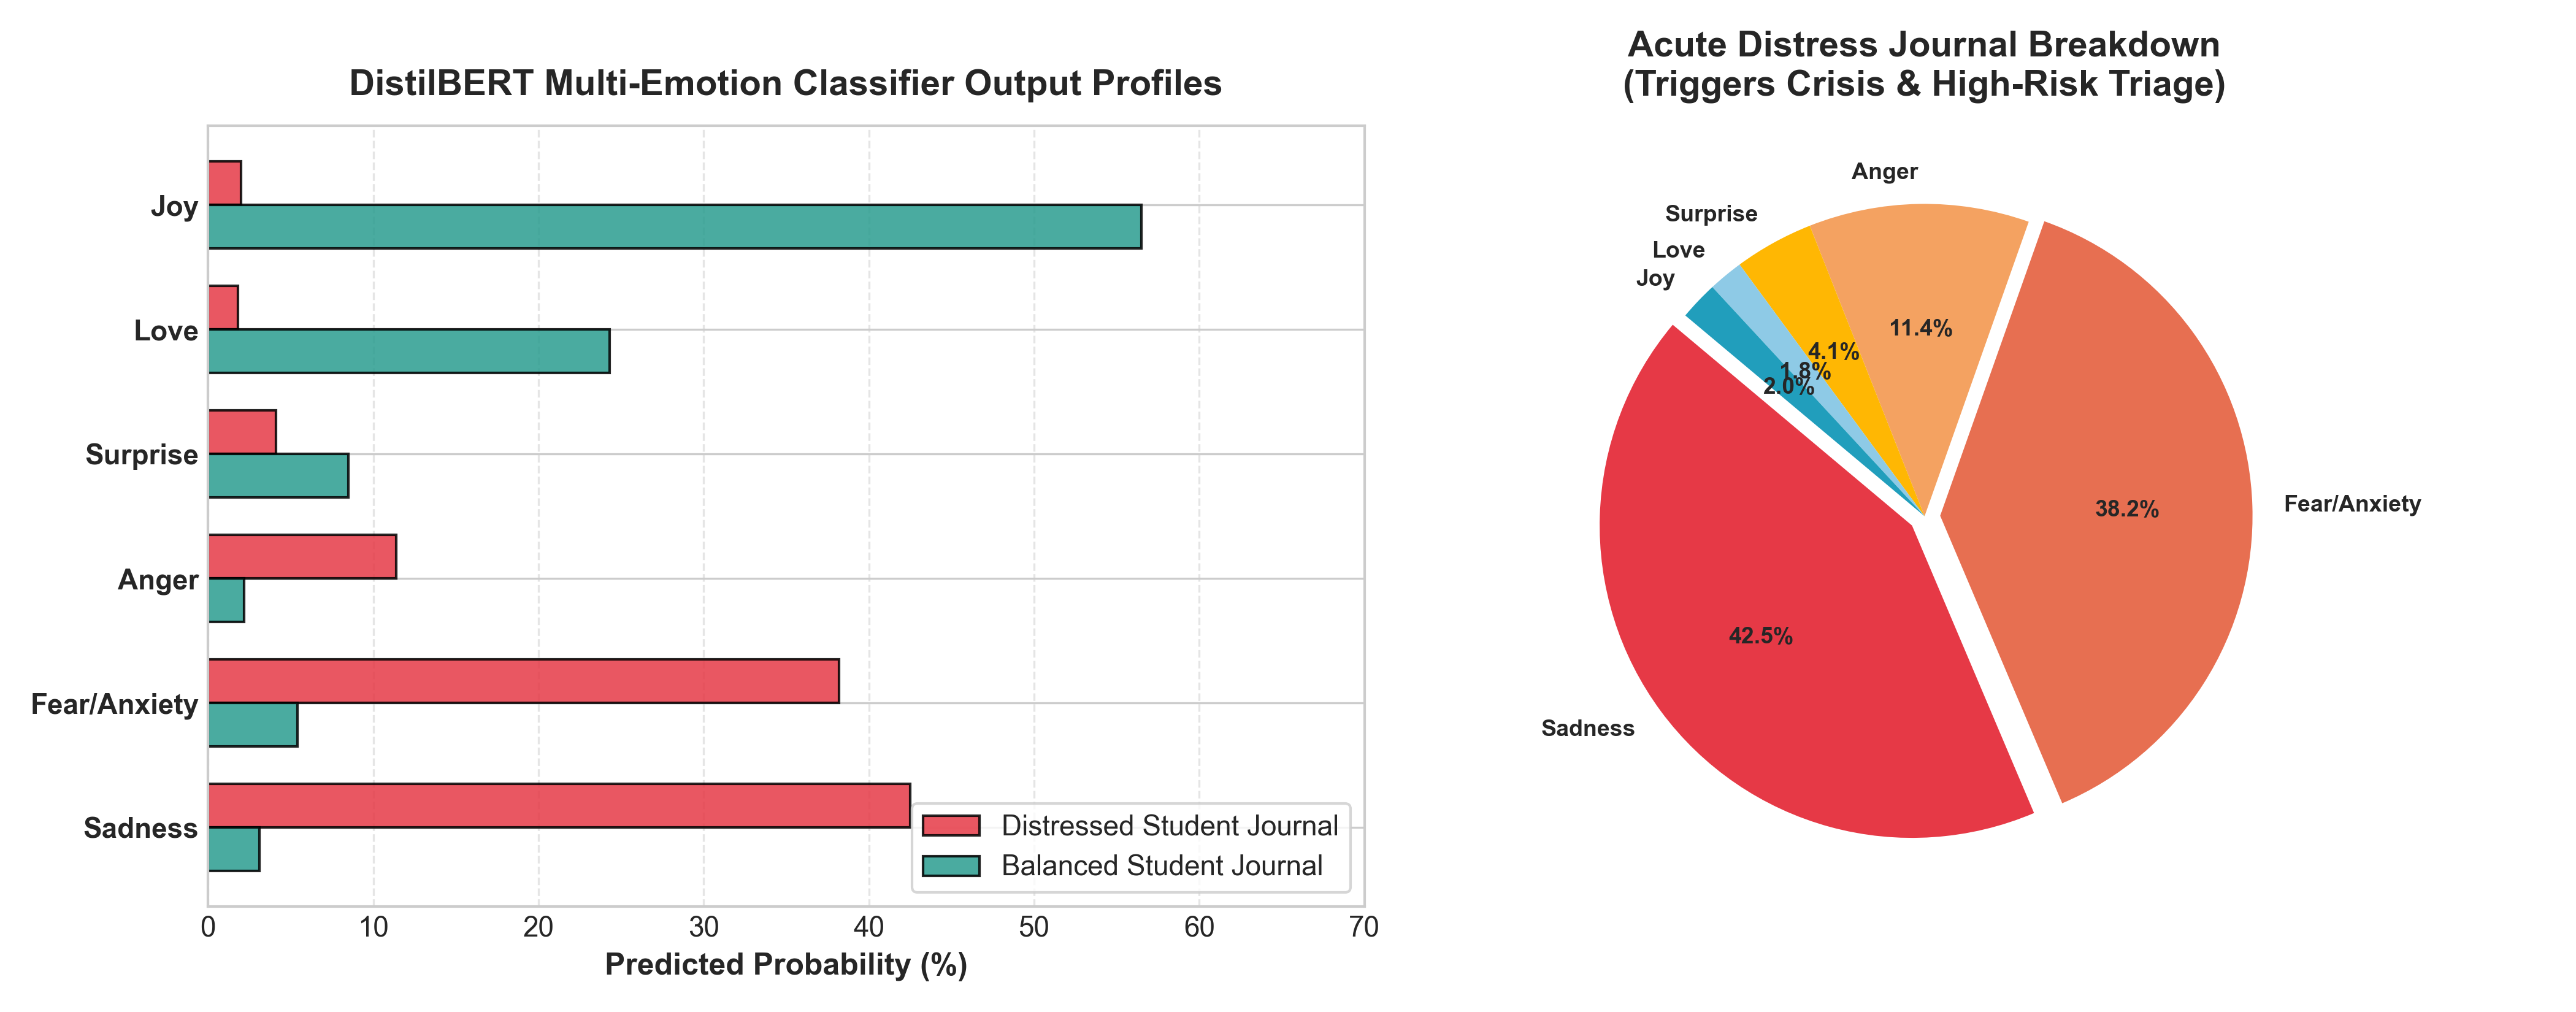 DistilBERT Multi-Emotion Classifier Output Profiles
Joy
Love
Surprise
Anger
Fear/Anxiety
Sadness
Distressed Student Journal
Balanced Student Journal
0 10 20 30 40 50 60 70
Predicted Probability (%)
Acute Distress Journal Breakdown
(Triggers Crisis & High-Risk Triage)
Anger
Surprise
Love
Joy
11.4%
4.1%
1.8%
2.0%
38.2%
Fear/Anxiety
42.5%
Sadness